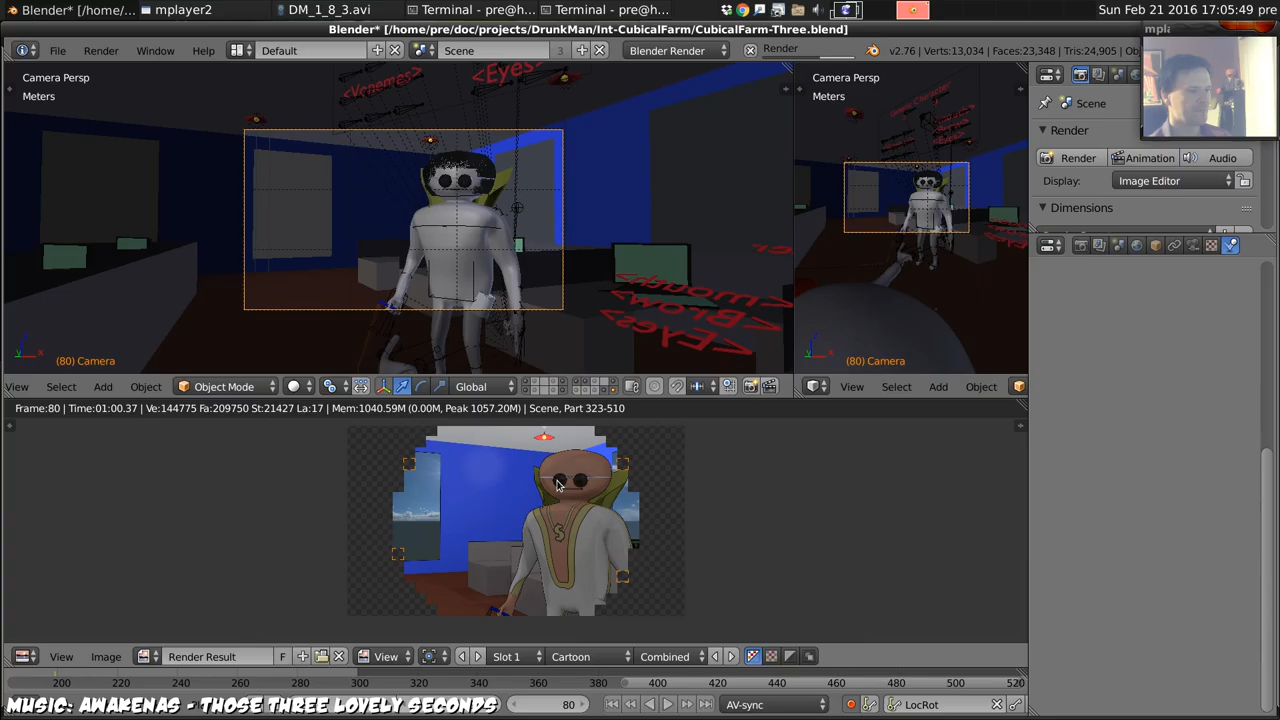 Blender* [/home/... mplayer2 DM_1_8_3.avi Terminal - pre@h... Terminal - pre@h... Sun Feb 21 2016 17:05:49 pre
Blender* [/home/pre/doc/projects/DrunkMan/Int-CubicalFarm/CubicalFarm-Three.blend]
mpla
File Render Window Help Default Scene 3 Blender Render Render v2.76 | Verts:13,034 | Faces:23,348 | Tris:24,905 | Ob
Camera Persp
Meters
<Vonemes>
<Eyes>
<Brow>
<Eyes>
(80) Camera
Camera Persp
Meters
(80) Camera
Scene
Render
Render Animation Audio
Display: Image Editor
Dimensions
View Select Add Object Object Mode Global View Select Add Object
Frame:80 | Time:01:00.37 | Ve:144775 Fa:209750 St:21427 La:17 | Mem:1040.59M (0.00M, Peak 1057.20M) | Scene, Part 323-510
$
View Image Render Result F View Slot 1 Cartoon Combined
200 220 240 260 280 300 320 340 360 380 400 420 440 460 480 500 520
MUSIC: AWAKENAS - THOSE THREE LOVELY SECONDS
80 AV-sync LocRot